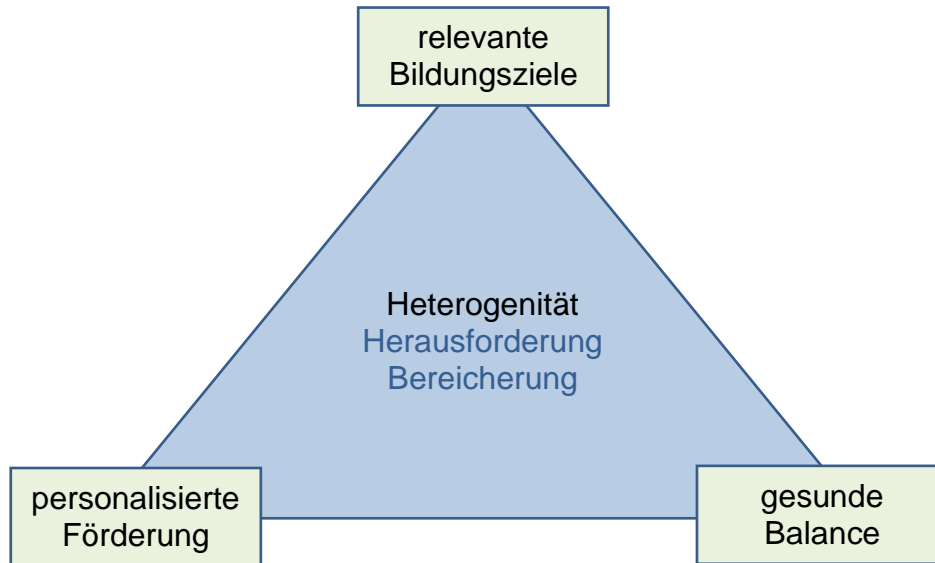 relevante
Bildungsziele
Heterogenität
Herausforderung
Bereicherung
personalisierte
Förderung
gesunde
Balance